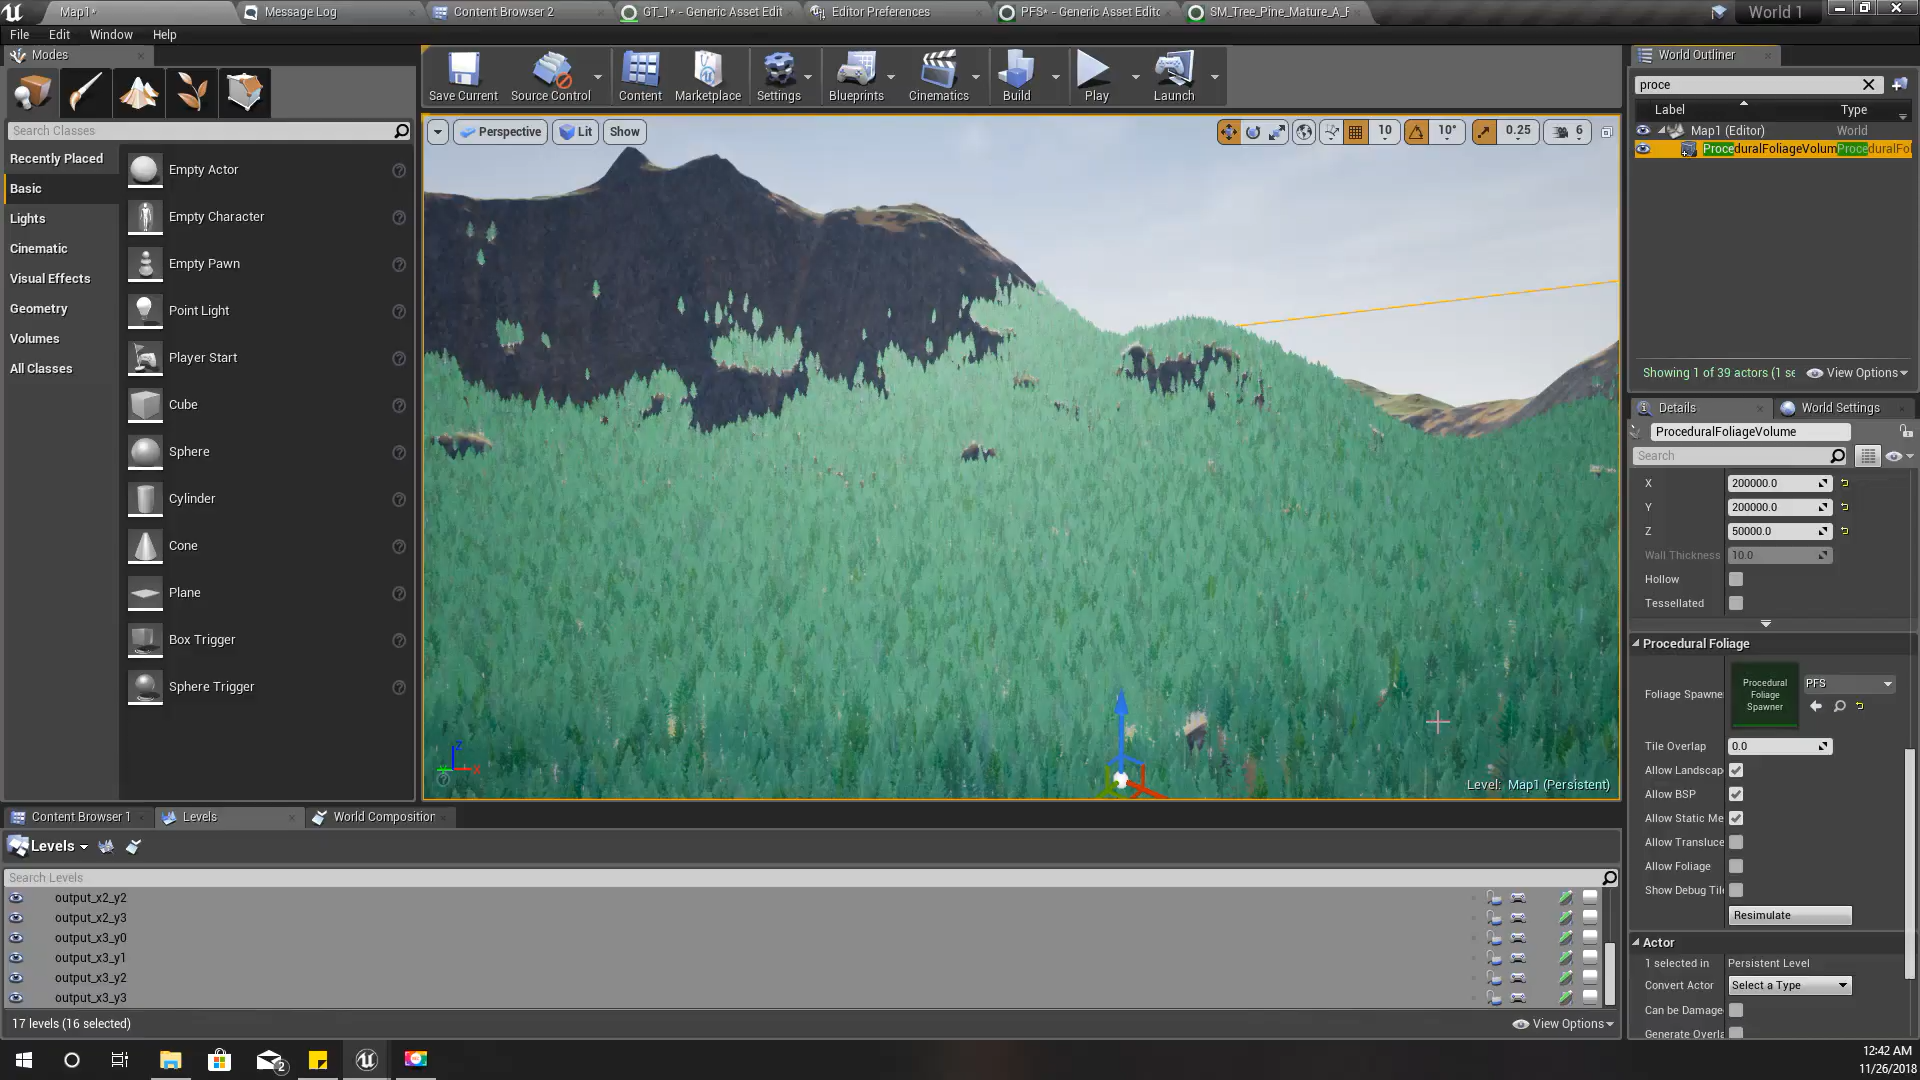 Map1*
Message Log
Content Browser 2
GT_1* - Generic Asset Edit
Editor Preferences
PFS* - Generic Asset Edito
SM_Tree_Pine_Mature_A_F
World 1
File Edit Window Help
Modes
Search Classes
Recently Placed
Basic
Lights
Cinematic
Visual Effects
Geometry
Volumes
All Classes
Empty Actor
Empty Character
Empty Pawn
Point Light
Player Start
Cube
Sphere
Cylinder
Cone
Plane
Box Trigger
Sphere Trigger
Save Current
Source Control
Content
Marketplace
Settings
Blueprints
Cinematics
Build
Play
Launch
Perspective
Lit
Show
10
10°
0.25
6
Z
X
Level: Map1 (Persistent)
World Outliner
proce
Label Type
Map1 (Editor) World
ProceduralFoliageVolum ProceduralFol
Showing 1 of 39 actors (1 se
View Options
Details
World Settings
ProceduralFoliageVolume
Search
X 200000.0
Y 200000.0
Z 50000.0
Wall Thickness 10.0
Hollow
Tessellated
Procedural Foliage
Foliage Spawne
Procedural
Foliage
Spawner
PFS
Tile Overlap 0.0
Allow Landscap
Allow BSP
Allow Static Me
Allow Transluce
Allow Foliage
Show Debug Tile
Resimulate
Actor
1 selected in Persistent Level
Convert Actor Select a Type
Can be Damage
Generate Overla
Content Browser 1
Levels
World Composition
Levels
Search Levels
output_x2_y2
output_x2_y3
output_x3_y0
output_x3_y1
output_x3_y2
output_x3_y3
17 levels (16 selected)
View Options
2
12:42 AM
11/26/2018